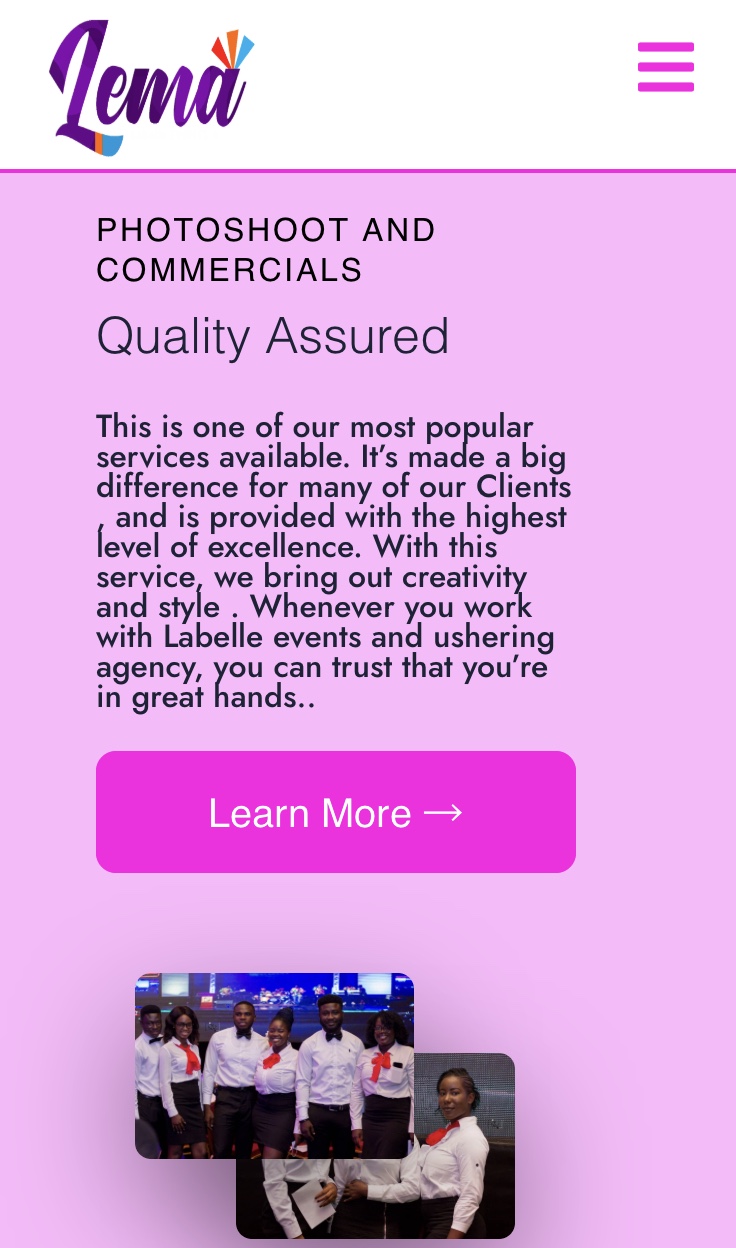 Lema
PHOTOSHOOT AND
COMMERCIALS
Quality Assured
This is one of our most popular
services available. It’s made a big
difference for many of our Clients
, and is provided with the highest
level of excellence. With this
service, we bring out creativity
and style . Whenever you work
with Labelle events and ushering
agency, you can trust that you’re
in great hands..
Learn More →